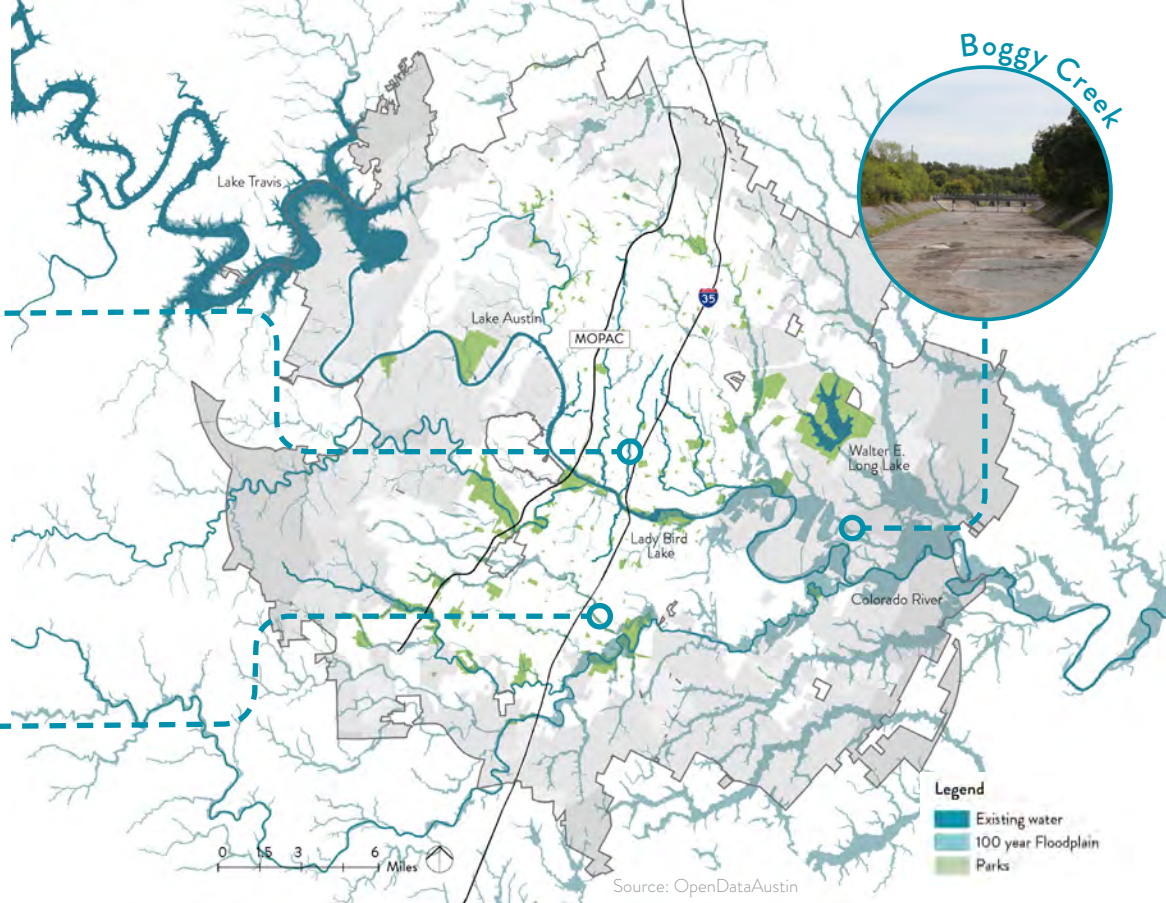 Boggy Creek
Lake Travis
Lake Austin
MOPAC
35
Walter E.
Long Lake
Lady Bird
Lake
Colorado River
Legend
Existing water
100 year Floodplain
Parks
0 1.5 3 6
Miles
Source: OpenDataAustin